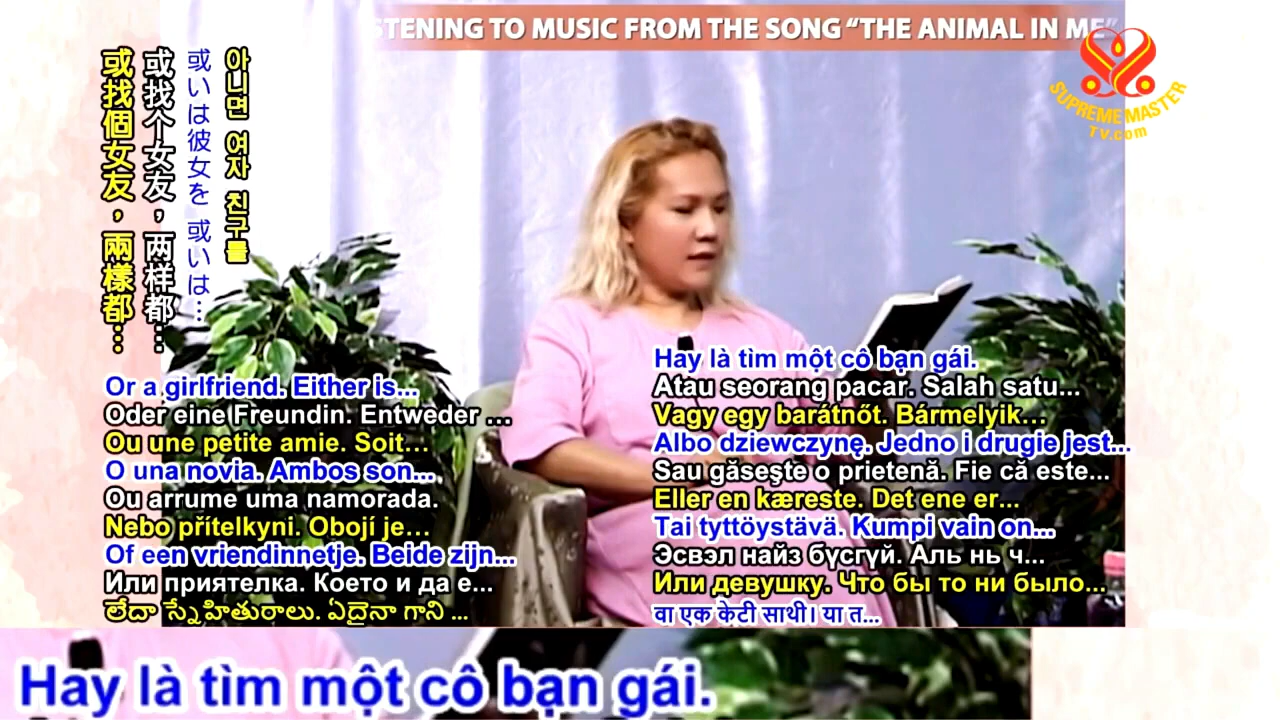 STENING TO MUSIC FROM THE SONG “THE ANIMAL IN ME”
SUPREME MASTER
TV.com
아니면 여자 친구를
或いは彼女を 或いは…
或找个女友，两样都…
或找個女友，兩樣都…
Or a girlfriend. Either is...
Oder eine Freundin. Entweder ...
Ou une petite amie. Soit…
O una novia. Ambos son...
Ou arrume uma namorada.
Nebo přítelkyni. Obojí je…
Of een vriendinnetje. Beide zijn...
Или приятелка. Което и да е...
లేదా స్నేహితురాలు. ఏదైనా గాని ...
Hay là tìm một cô bạn gái.
Atau seorang pacar. Salah satu...
Vagy egy barátnőt. Bármelyik…
Albo dziewczynę. Jedno i drugie jest...
Sau găseşte o prietenă. Fie că este...
Eller en kæreste. Det ene er...
Tai tyttöystävä. Kumpi vain on...
Эсвэл найз бүсгүй. Аль нь ч...
Или девушку. Что бы то ни было...
वा एक केटी साथी। या त...
Hay là tìm một cô bạn gái.